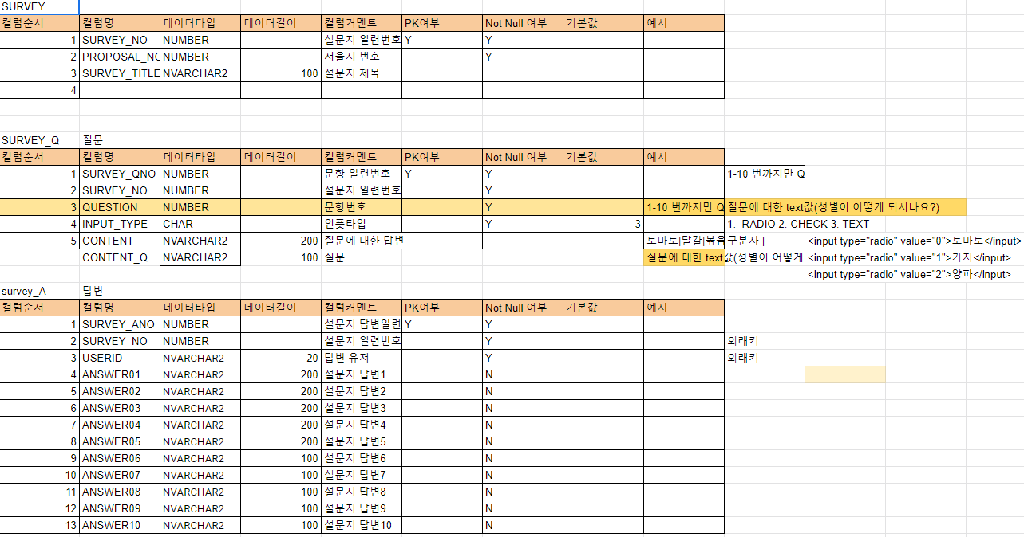 SURVEY
컬럼순서 컬럼명 데이터타입 데이터길이 컬럼커멘트 PK여부 Not Null 여부 기본값 예시
1 SURVEY_NO NUMBER 설문지 일련번호 Y Y
2 PROPOSAL_NO NUMBER 제출지 번호 Y
3 SURVEY_TITLE NVARCHAR2 100 설문지 제목
4
SURVEY_Q 질문
컬럼순서 컬럼명 데이터타입 데이터길이 컬럼커멘트 PK여부 Not Null 여부 기본값 예시
1 SURVEY_QNO NUMBER 문항 일련번호 Y Y 1-10 번까지만 Q
2 SURVEY_NO NUMBER 설문지 일련번호 Y
3 QUESTION NUMBER 문항번호 Y 1-10 번까지만 Q 질문에 대한 text값(성별이 어떻게 되시나요?)
4 INPUT_TYPE CHAR 인풋타입 Y 3 1. RADIO 2. CHECK 3. TEXT
5 CONTENT NVARCHAR2 200 질문에 대한 답변 토마토|달걀|볶음 구분자 | <input type="radio" value="0">토마토</input>
CONTENT_Q NVARCHAR2 100 질문 질문에 대한 text값(성별이 어떻게 <input type="radio" value="1">가지</input>
<input type="radio" value="2">양파</input>
survey_A 답변
컬럼순서 컬럼명 데이터타입 데이터길이 컬럼커멘트 PK여부 Not Null 여부 기본값 예시
1 SURVEY_ANO NUMBER 설문지 답변일련 Y Y
2 SURVEY_NO NUMBER 설문지 일련번호 Y 외래키
3 USERID NVARCHAR2 20 답변 유저 Y 외래키
4 ANSWER01 NVARCHAR2 200 설문지 답변1 N
5 ANSWER02 NVARCHAR2 200 설문지 답변2 N
6 ANSWER03 NVARCHAR2 200 설문지 답변3 N
7 ANSWER04 NVARCHAR2 200 설문지 답변4 N
8 ANSWER05 NVARCHAR2 200 설문지 답변5 N
9 ANSWER06 NVARCHAR2 100 설문지 답변6 N
10 ANSWER07 NVARCHAR2 100 설문지 답변7 N
11 ANSWER08 NVARCHAR2 100 설문지 답변8 N
12 ANSWER09 NVARCHAR2 100 설문지 답변9 N
13 ANSWER10 NVARCHAR2 100 설문지 답변10 N